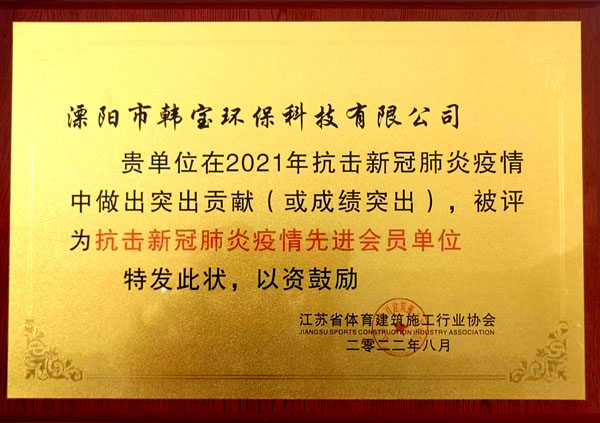 溧阳市韩宝环保科技有限公司
贵单位在2021年抗击新冠肺炎疫情
中做出突出贡献（或成绩突出），被评
为抗击新冠肺炎疫情先进会员单位
特发此状，以资鼓励
江苏省体育建筑施工行业协会
JIANGSU SPORTS CONSTRUCTION INDUSTRY ASSOCIATION
二零二二年八月